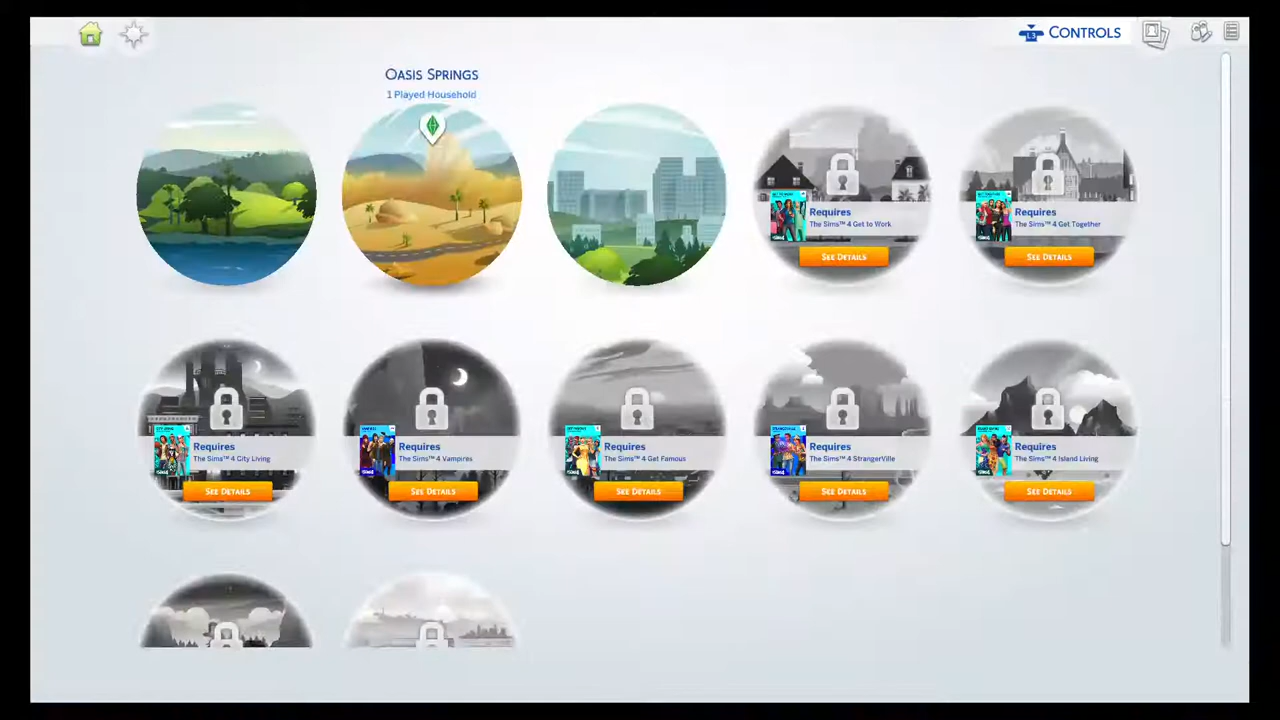 L3 CONTROLS
OASIS SPRINGS
1 Played Household
Requires
The Sims™ 4 Get to Work
SEE DETAILS
Requires
The Sims™ 4 Get Together
SEE DETAILS
Requires
The Sims™ 4 City Living
SEE DETAILS
Requires
The Sims™ 4 Vampires
SEE DETAILS
Requires
The Sims™ 4 Get Famous
SEE DETAILS
Requires
The Sims™ 4 StrangerVille
SEE DETAILS
Requires
The Sims™ 4 Island Living
SEE DETAILS